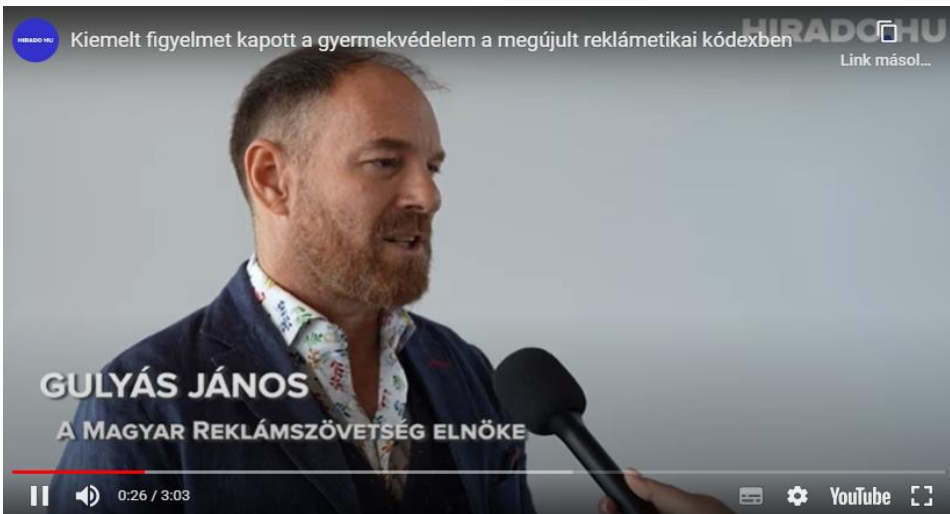 HIRADO HU
Kiemelt figyelmet kapott a gyermekvédelem a megújult reklámetikai kódexben
HIRADO.HU
Link másol...
GULYÁS JÁNOS
A MAGYAR REKLÁMSZÖVETSÉG ELNÖKE
0:26 / 3:03
YouTube